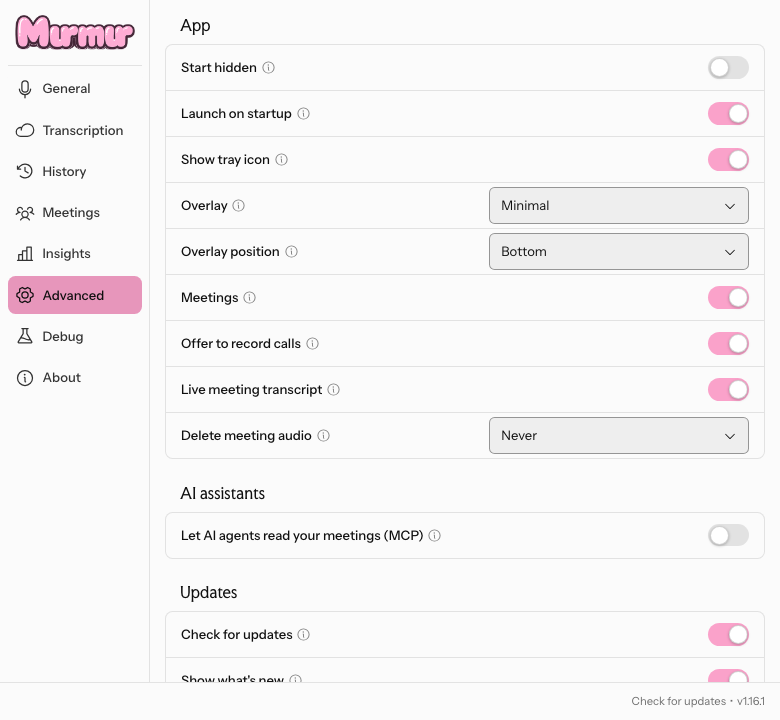 Murmur
General
Transcription
History
Meetings
Insights
Advanced
Debug
About
App
Start hidden
Launch on startup
Show tray icon
Overlay
Minimal
Overlay position
Bottom
Meetings
Offer to record calls
Live meeting transcript
Delete meeting audio
Never
AI assistants
Let AI agents read your meetings (MCP)
Updates
Check for updates
Show what's new
Check for updates • v1.16.1